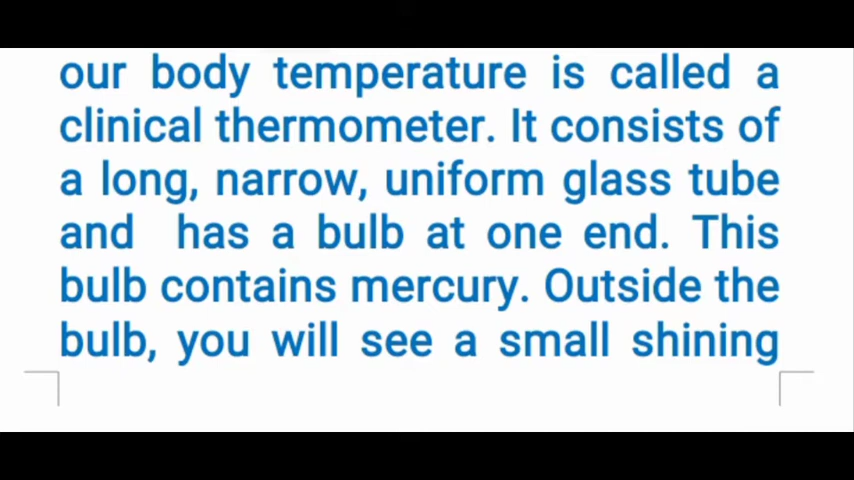 our body temperature is called a
clinical thermometer. It consists of
a long, narrow, uniform glass tube
and has a bulb at one end. This
bulb contains mercury. Outside the
bulb, you will see a small shining